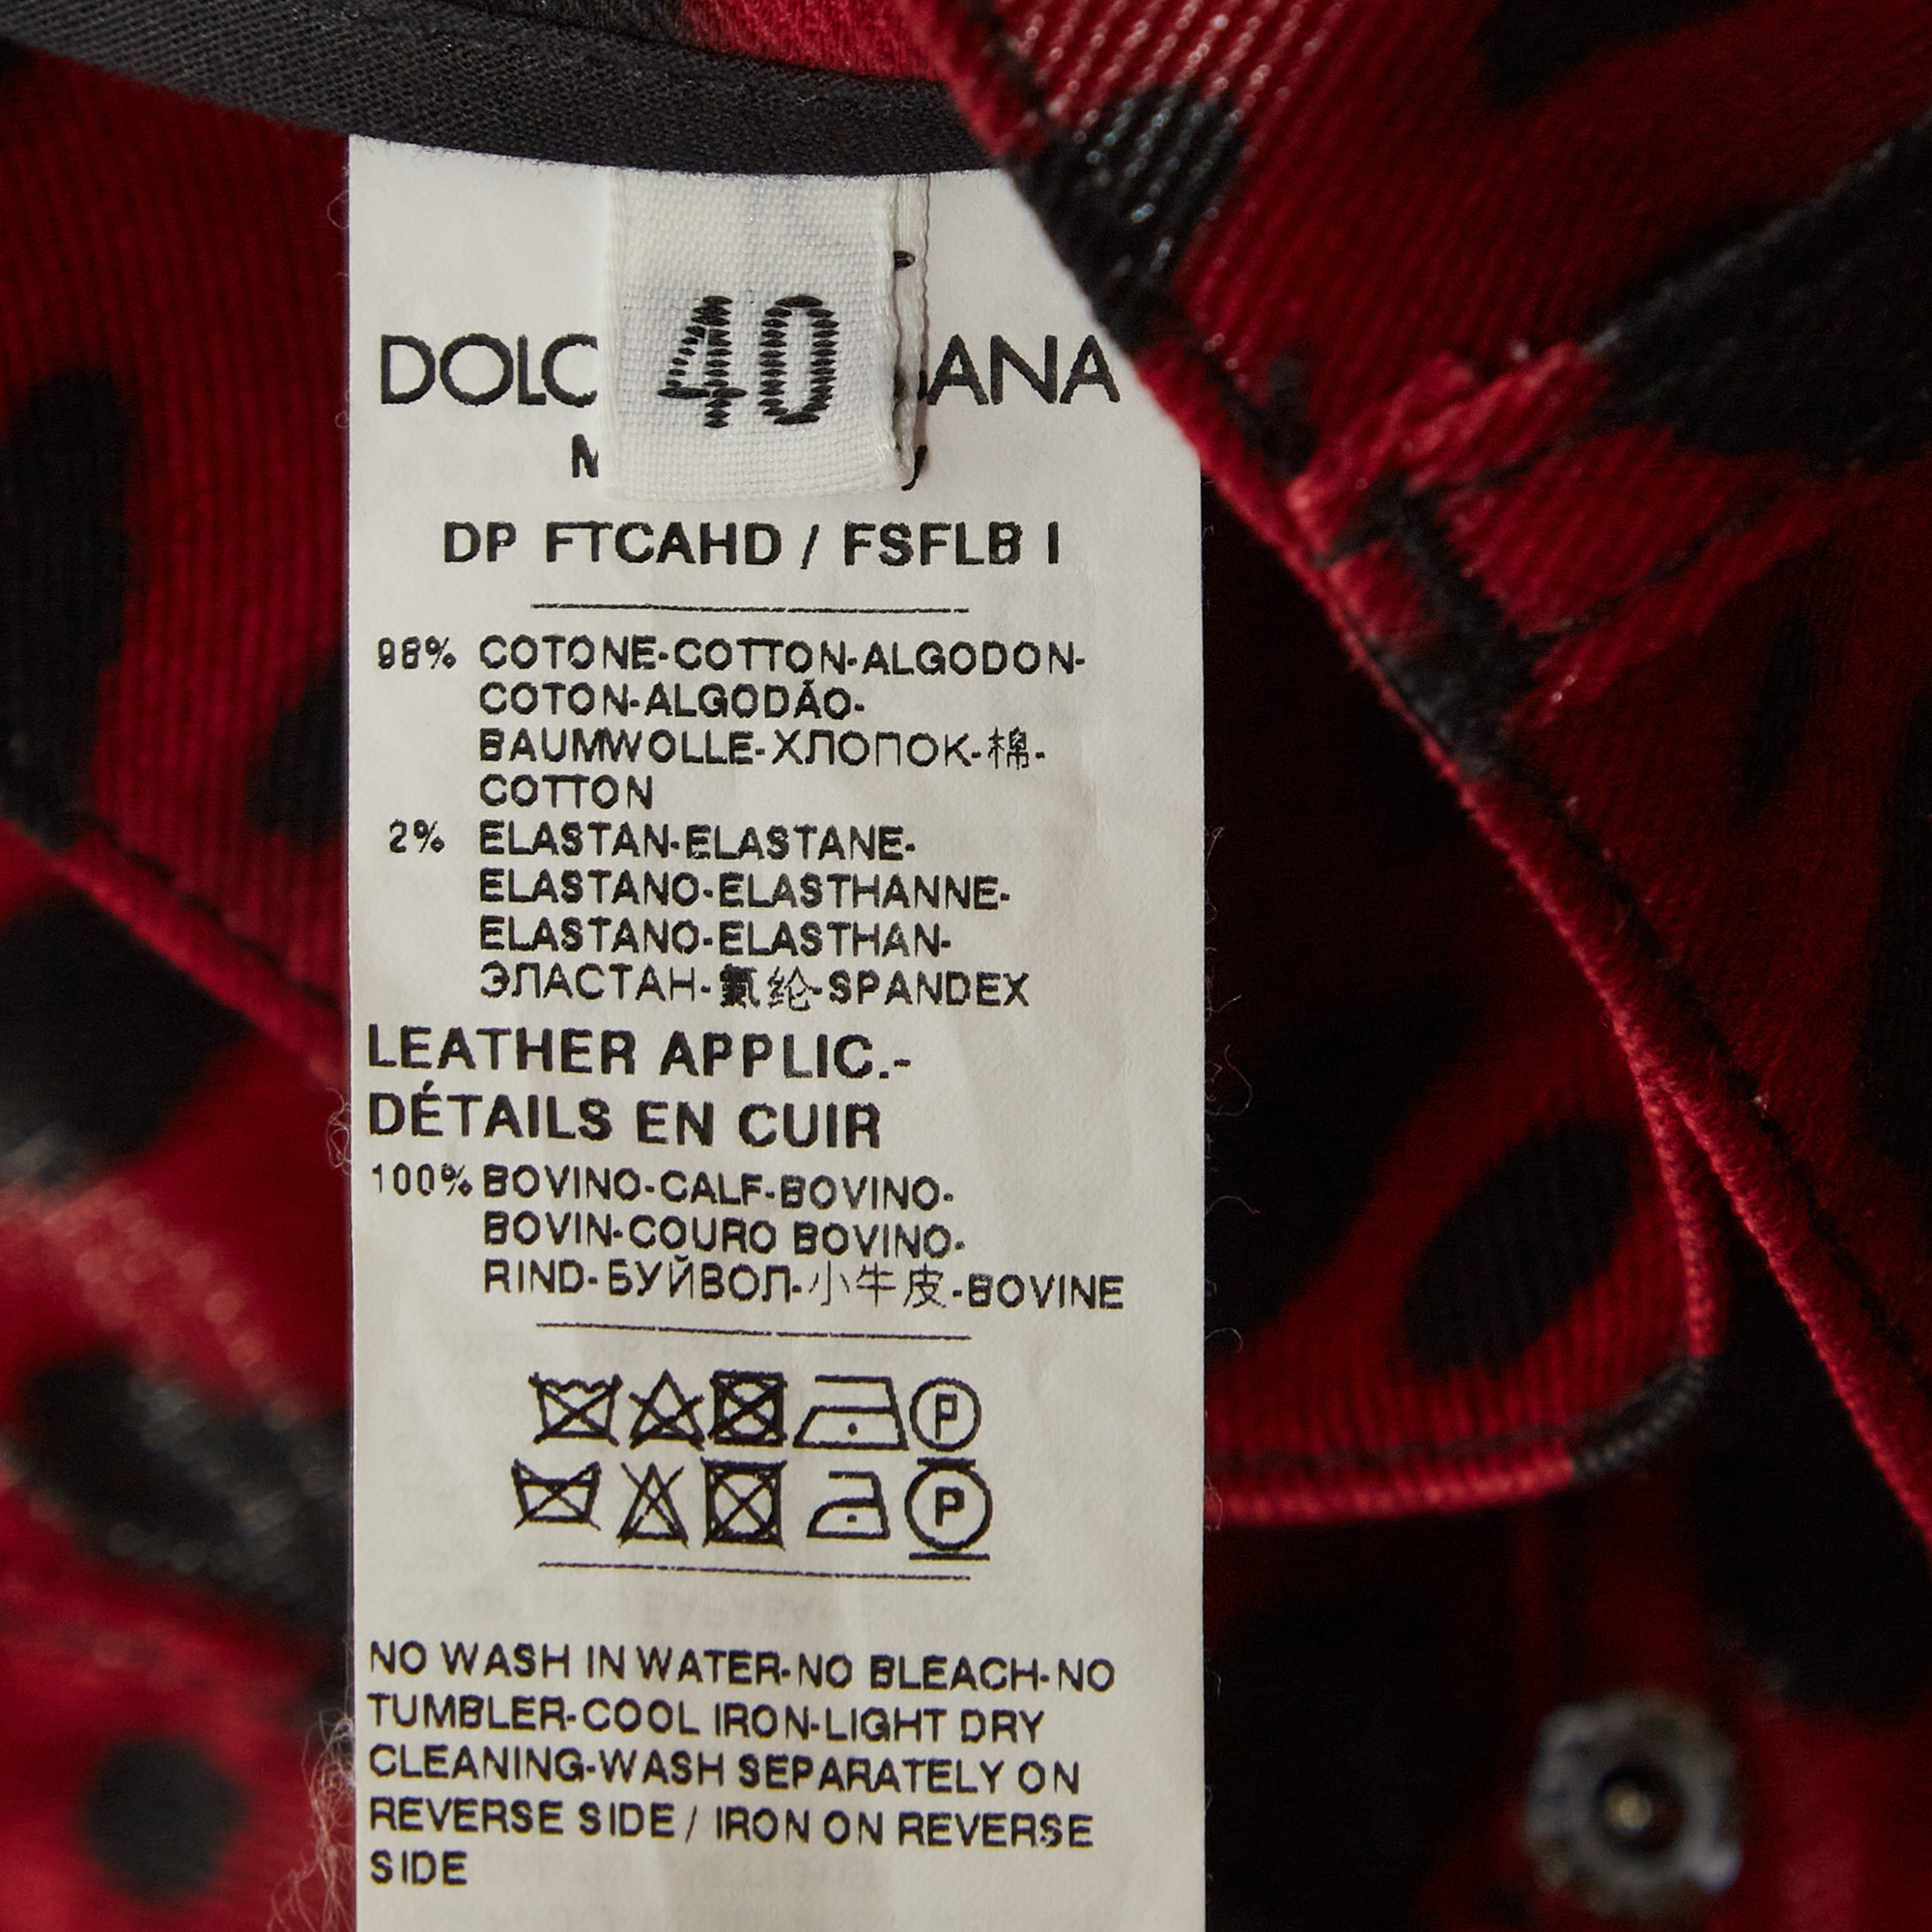 40
DOLC ANA
DP FTCAHD / FSFLB I
98% COTONE-COTTON-ALGODON-
COTON-ALGODÃO-
BAUMWOLLE-ХЛОПОК-棉-
COTTON
2% ELASTAN-ELASTANE-
ELASTANO-ELASTHANNE-
ELASTANO-ELASTHAN-
ЭЛАСТАН-氨纶-SPANDEX
LEATHER APPLIC.-
DÉTAILS EN CUIR
100% BOVINO-CALF-BOVINO-
BOVIN-COURO BOVINO-
RIND-БУЙВОЛ-小牛皮-BOVINE
P
P
NO WASH IN WATER-NO BLEACH-NO
TUMBLER-COOL IRON-LIGHT DRY
CLEANING-WASH SEPARATELY ON
REVERSE SIDE / IRON ON REVERSE
SIDE